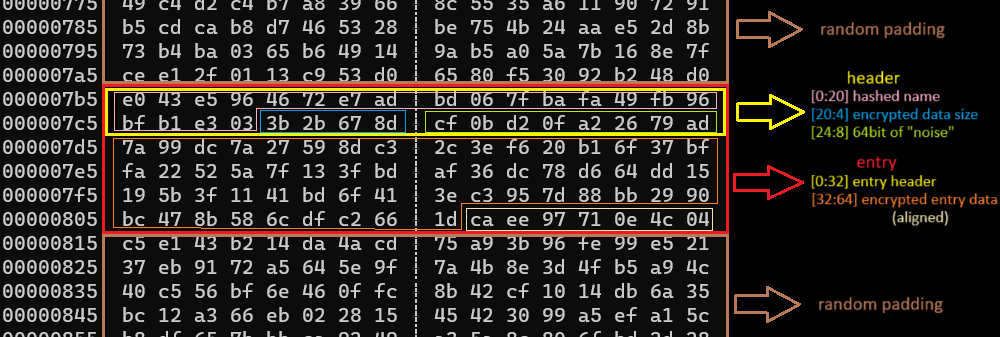 00000775 49 c4 d2 c4 b7 a8 39 66 8c 55 35 a6 11 90 72 91
00000785 b5 cd ca b8 d7 46 53 28 be 75 4b 24 aa e5 2d 8b
random padding
00000795 73 b4 ba 03 65 b6 49 14 9a b5 a0 5a 7b 16 8e 7f
000007a5 ce e1 2f 01 13 c9 53 d0 65 80 f5 30 92 b2 48 d0
header
000007b5 e0 43 e5 96 46 72 e7 ad bd 06 7f ba fa 49 fb 96
[0:20] hashed name
[20:4] encrypted data size
000007c5 bf b1 e3 03 3b 2b 67 8d cf 0b d2 0f a2 26 79 ad
[24:8] 64bit of "noise"
000007d5 7a 99 dc 7a 27 59 8d c3 2c 3e f6 20 b1 6f 37 bf
entry
000007e5 fa 22 52 5a 7f 13 3f bd af 36 dc 78 d6 64 dd 15
[0:32] entry header
000007f5 19 5b 3f 11 41 bd 6f 41 3e c3 95 7d 88 bb 29 90
[32:64] encrypted entry data
(aligned)
00000805 bc 47 8b 58 6c df c2 66 1d ca ee 97 71 0e 4c 04
00000815 c5 e1 43 b2 14 da 4a cd 75 a9 3b 96 fe 99 e5 21
00000825 37 eb 91 72 a5 64 5e 9f 7a 4b 8e 3d 4f b5 a9 4c
00000835 40 c5 56 bf 6e 46 0f fc 8b 42 cf 10 14 db 6a 35
random padding
00000845 bc 12 a3 66 eb 02 28 15 45 42 30 99 a5 ef a1 5c